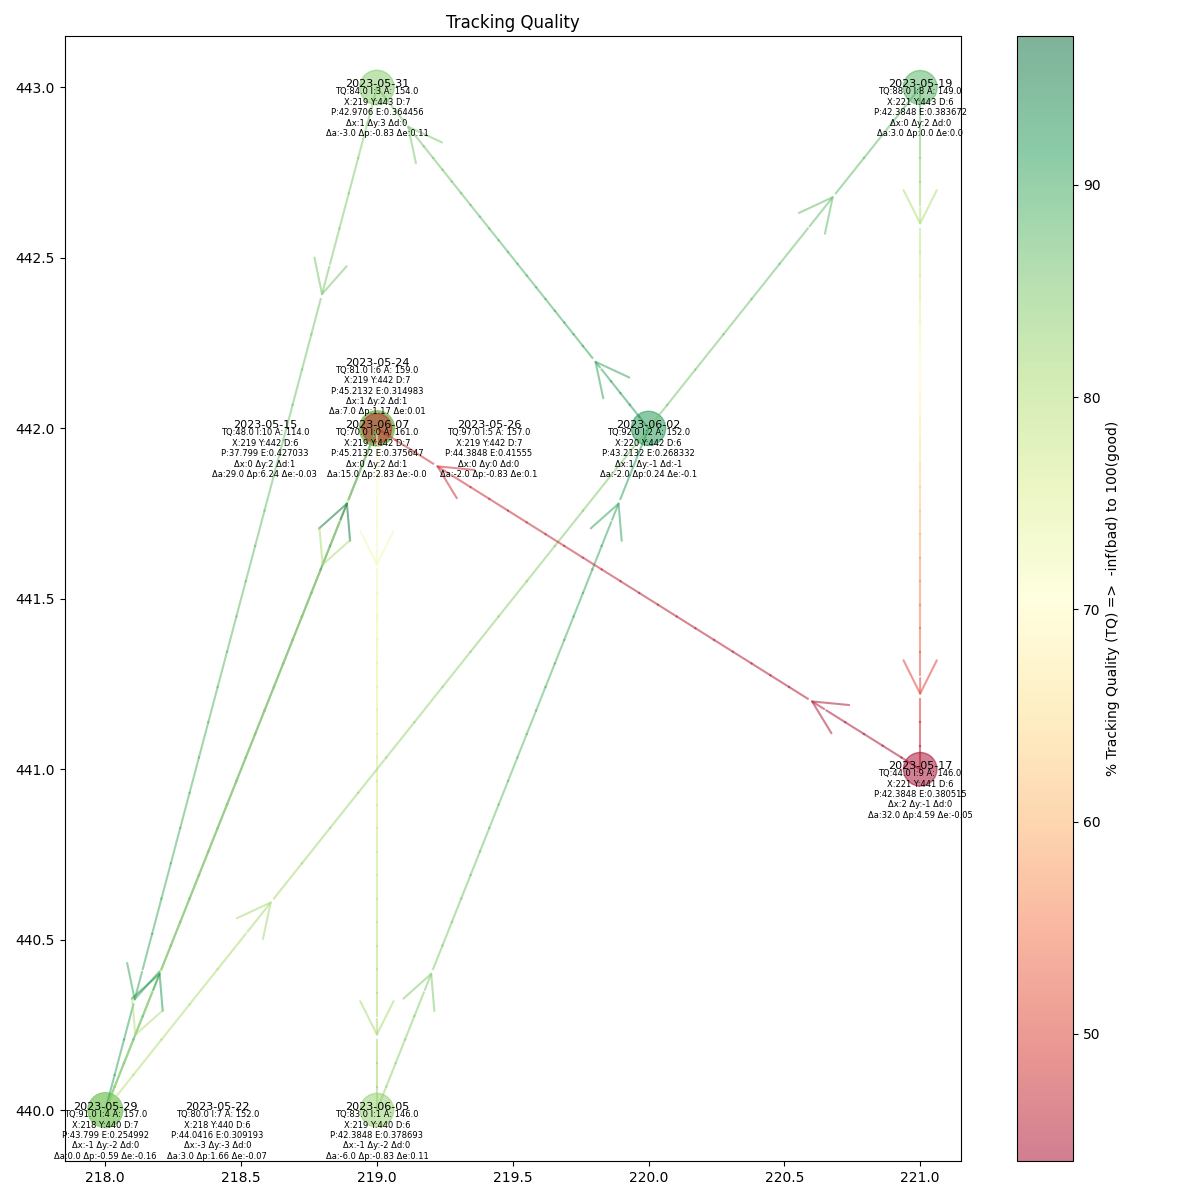 Tracking Quality
443.0
442.5
442.0
441.5
441.0
440.5
440.0
2023-05-31
TQ:84.0 I:3 A: 154.0
X:219 Y:443 D:7
P:42.9706 E:0.364456
Δx:1 Δy:3 Δd:0
Δa:-3.0 Δp:-0.83 Δe:0.11
2023-05-19
TQ:88.0 I:8 A: 149.0
X:221 Y:443 D:6
P:42.3848 E:0.383672
Δx:0 Δy:2 Δd:0
Δa:3.0 Δp:0.0 Δe:0.0
2023-05-24
TQ:81.0 I:6 A: 159.0
X:219 Y:442 D:7
P:45.2132 E:0.314983
Δx:1 Δy:2 Δd:1
Δa:7.0 Δp:1.17 Δe:0.01
2023-05-15
TQ:48.0 I:10 A: 114.0
X:219 Y:442 D:6
P:37.799 E:0.427033
Δx:0 Δy:2 Δd:1
Δa:29.0 Δp:6.24 Δe:-0.03
2023-06-07
TQ:70.0 I:0 A: 161.0
X:219 Y:442 D:7
P:45.2132 E:0.375647
Δx:0 Δy:2 Δd:1
Δa:15.0 Δp:2.83 Δe:-0.0
2023-05-26
TQ:97.0 I:5 A: 157.0
X:219 Y:442 D:7
P:44.3848 E:0.41555
Δx:0 Δy:0 Δd:0
Δa:-2.0 Δp:-0.83 Δe:0.1
2023-06-02
TQ:92.0 I:2 A: 152.0
X:220 Y:442 D:6
P:43.2132 E:0.268332
Δx:1 Δy:-1 Δd:-1
Δa:-2.0 Δp:0.24 Δe:-0.1
2023-05-17
TQ:44.0 I:9 A: 146.0
X:221 Y:441 D:6
P:42.3848 E:0.380515
Δx:2 Δy:-1 Δd:0
Δa:32.0 Δp:4.59 Δe:-0.05
2023-05-29
TQ:91.0 I:4 A: 157.0
X:218 Y:440 D:7
P:43.799 E:0.254992
Δx:-1 Δy:-2 Δd:0
Δa:0.0 Δp:-0.59 Δe:-0.16
2023-05-22
TQ:80.0 I:7 A: 152.0
X:218 Y:440 D:6
P:44.0416 E:0.309193
Δx:-3 Δy:-3 Δd:0
Δa:3.0 Δp:1.66 Δe:-0.07
2023-06-05
TQ:83.0 I:1 A: 146.0
X:219 Y:440 D:6
P:42.3848 E:0.378693
Δx:-1 Δy:-2 Δd:0
Δa:-6.0 Δp:-0.83 Δe:0.11
218.0
218.5
219.0
219.5
220.0
220.5
221.0
90
80
70
60
50
% Tracking Quality (TQ) => -inf(bad) to 100(good)